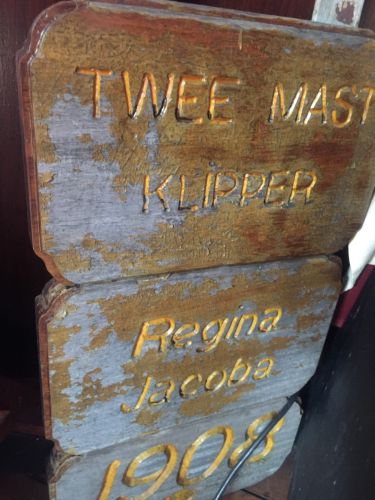 TWEE MAST
KLIPPER
Regina
Jacoba
1908